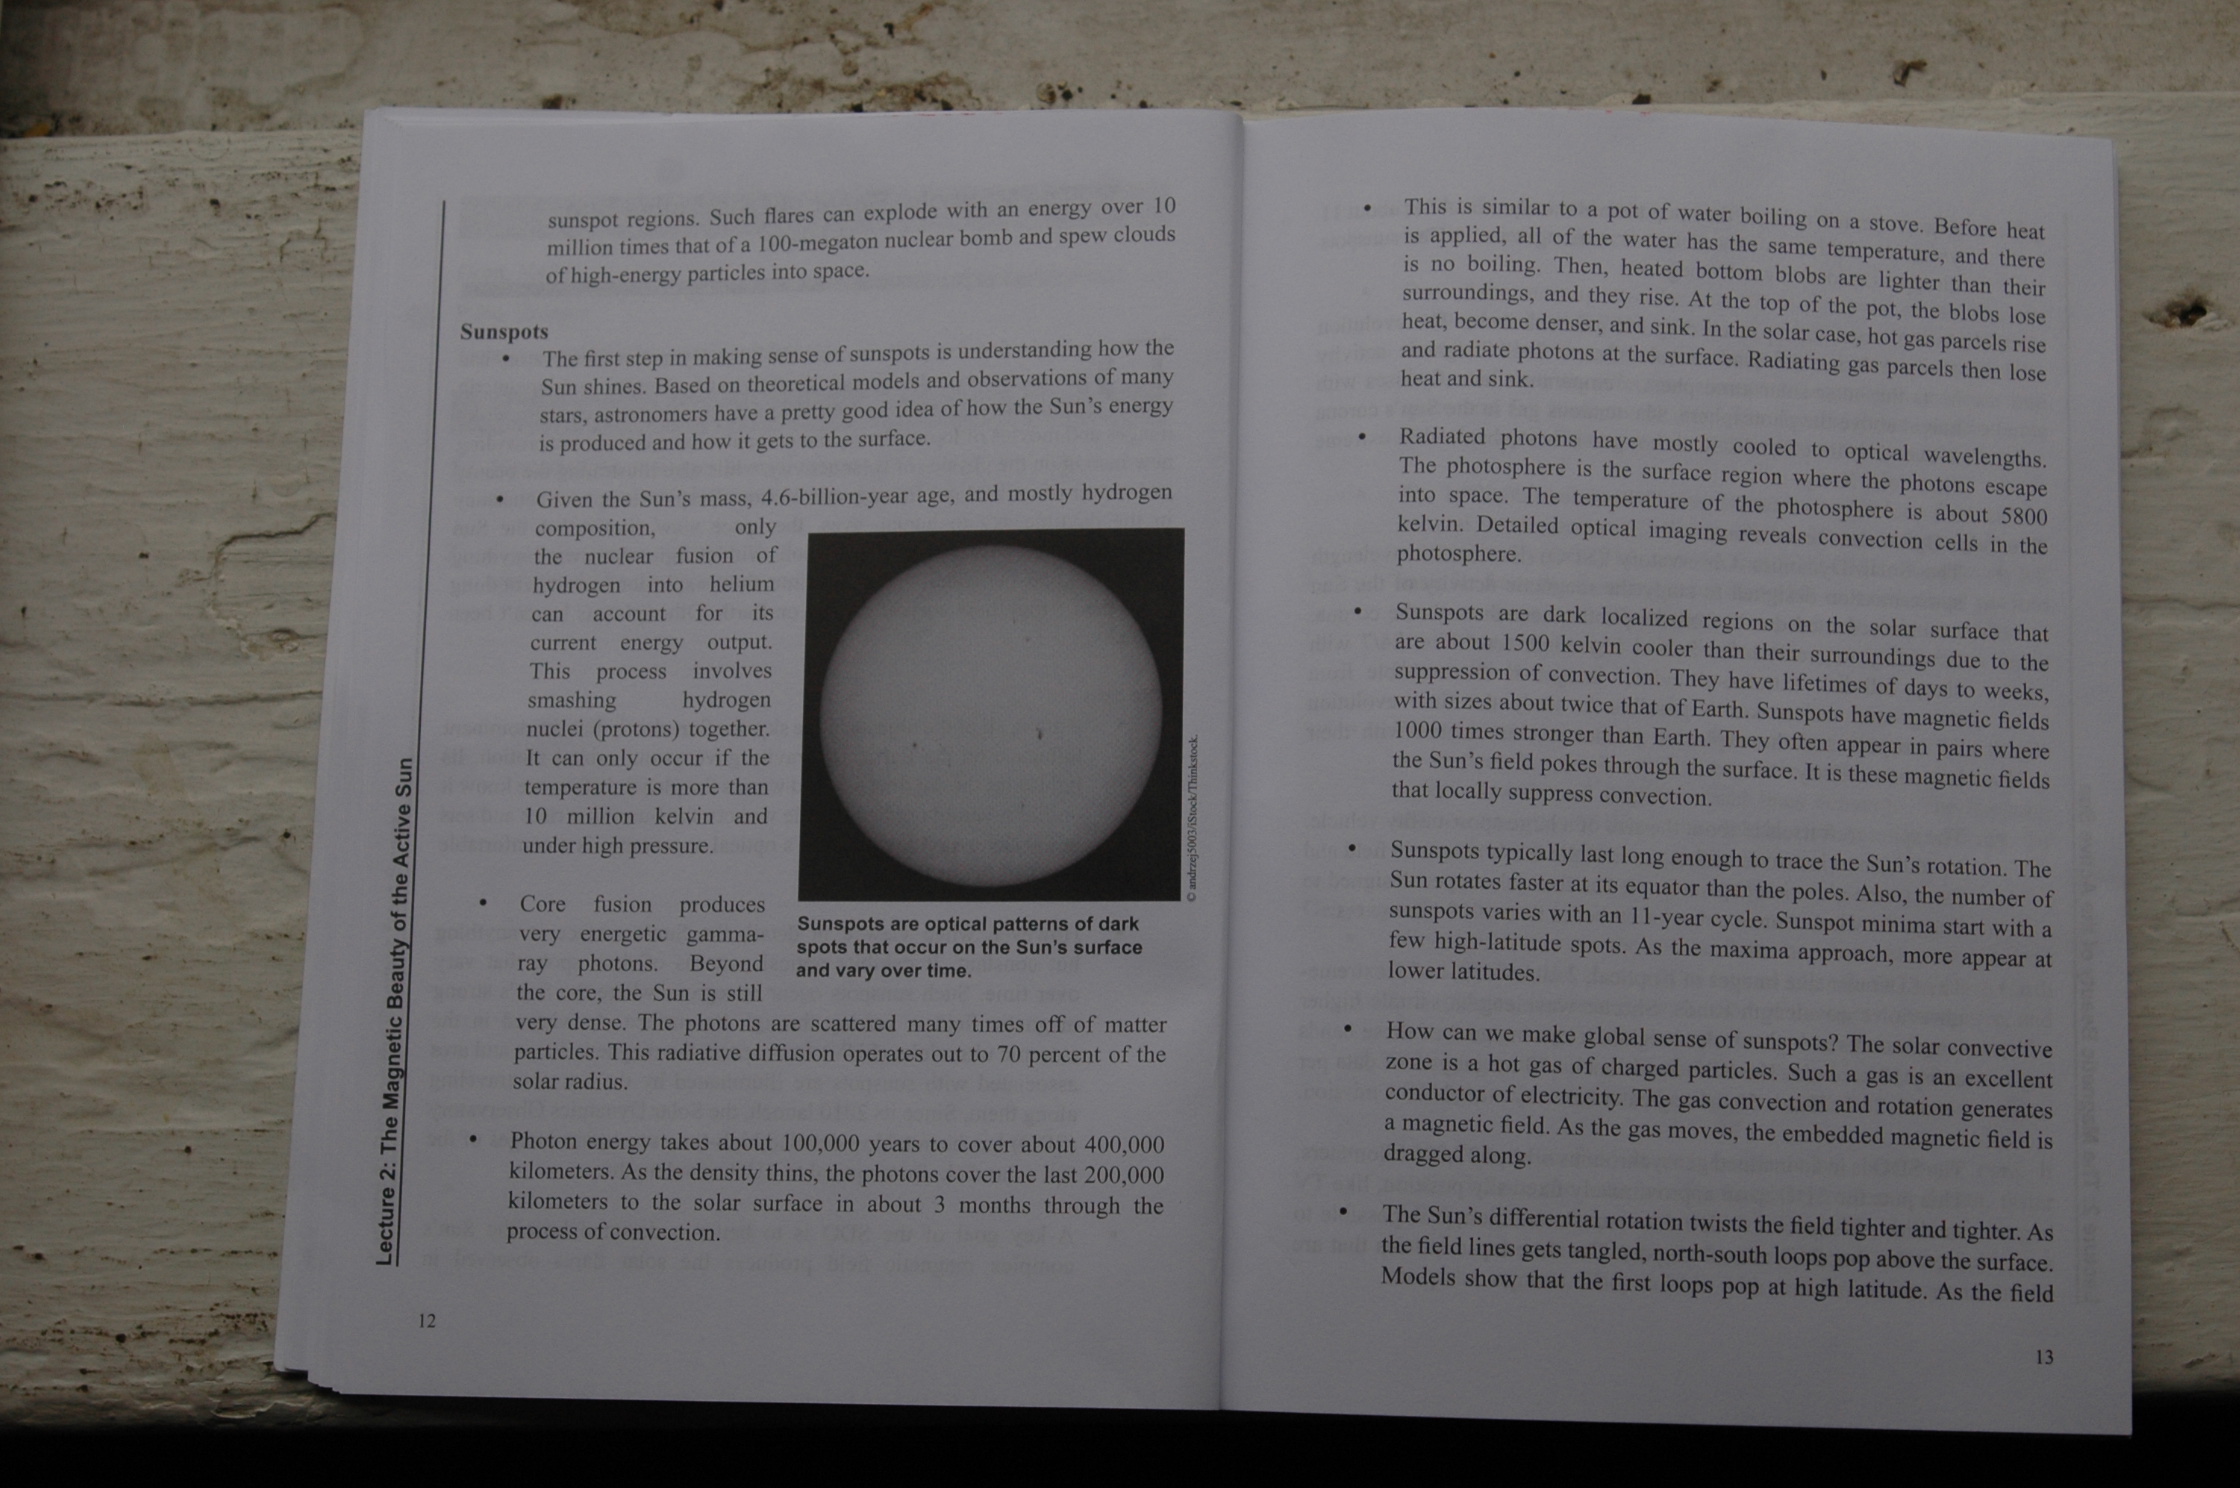 sunspot regions. Such flares can explode with an energy over 10
million times that of a 100-megaton nuclear bomb and spew clouds
of high-energy particles into space.
Sunspots
• The first step in making sense of sunspots is understanding how the
Sun shines. Based on theoretical models and observations of many
stars, astronomers have a pretty good idea of how the Sun's energy
is produced and how it gets to the surface.
• Given the Sun's mass, 4.6-billion-year age, and mostly hydrogen
composition, only
the nuclear fusion of
hydrogen into helium
can account for its
current energy output.
This process involves
smashing hydrogen
nuclei (protons) together.
It can only occur if the
temperature is more than
10 million kelvin and
under high pressure.
© andrzej5003/iStock/Thinkstock.
Sunspots are optical patterns of dark
spots that occur on the Sun's surface
and vary over time.
• Core fusion produces
very energetic gamma-
ray photons. Beyond
the core, the Sun is still
very dense. The photons are scattered many times off of matter
particles. This radiative diffusion operates out to 70 percent of the
solar radius.
• Photon energy takes about 100,000 years to cover about 400,000
kilometers. As the density thins, the photons cover the last 200,000
kilometers to the solar surface in about 3 months through the
process of convection.
Lecture 2: The Magnetic Beauty of the Active Sun
12
• This is similar to a pot of water boiling on a stove. Before heat
is applied, all of the water has the same temperature, and there
is no boiling. Then, heated bottom blobs are lighter than their
surroundings, and they rise. At the top of the pot, the blobs lose
heat, become denser, and sink. In the solar case, hot gas parcels rise
and radiate photons at the surface. Radiating gas parcels then lose
heat and sink.
• Radiated photons have mostly cooled to optical wavelengths.
The photosphere is the surface region where the photons escape
into space. The temperature of the photosphere is about 5800
kelvin. Detailed optical imaging reveals convection cells in the
photosphere.
• Sunspots are dark localized regions on the solar surface that
are about 1500 kelvin cooler than their surroundings due to the
suppression of convection. They have lifetimes of days to weeks,
with sizes about twice that of Earth. Sunspots have magnetic fields
1000 times stronger than Earth. They often appear in pairs where
the Sun's field pokes through the surface. It is these magnetic fields
that locally suppress convection.
• Sunspots typically last long enough to trace the Sun's rotation. The
Sun rotates faster at its equator than the poles. Also, the number of
sunspots varies with an 11-year cycle. Sunspot minima start with a
few high-latitude spots. As the maxima approach, more appear at
lower latitudes.
• How can we make global sense of sunspots? The solar convective
zone is a hot gas of charged particles. Such a gas is an excellent
conductor of electricity. The gas convection and rotation generates
a magnetic field. As the gas moves, the embedded magnetic field is
dragged along.
• The Sun's differential rotation twists the field tighter and tighter. As
the field lines gets tangled, north-south loops pop above the surface.
Models show that the first loops pop at high latitude. As the field
13